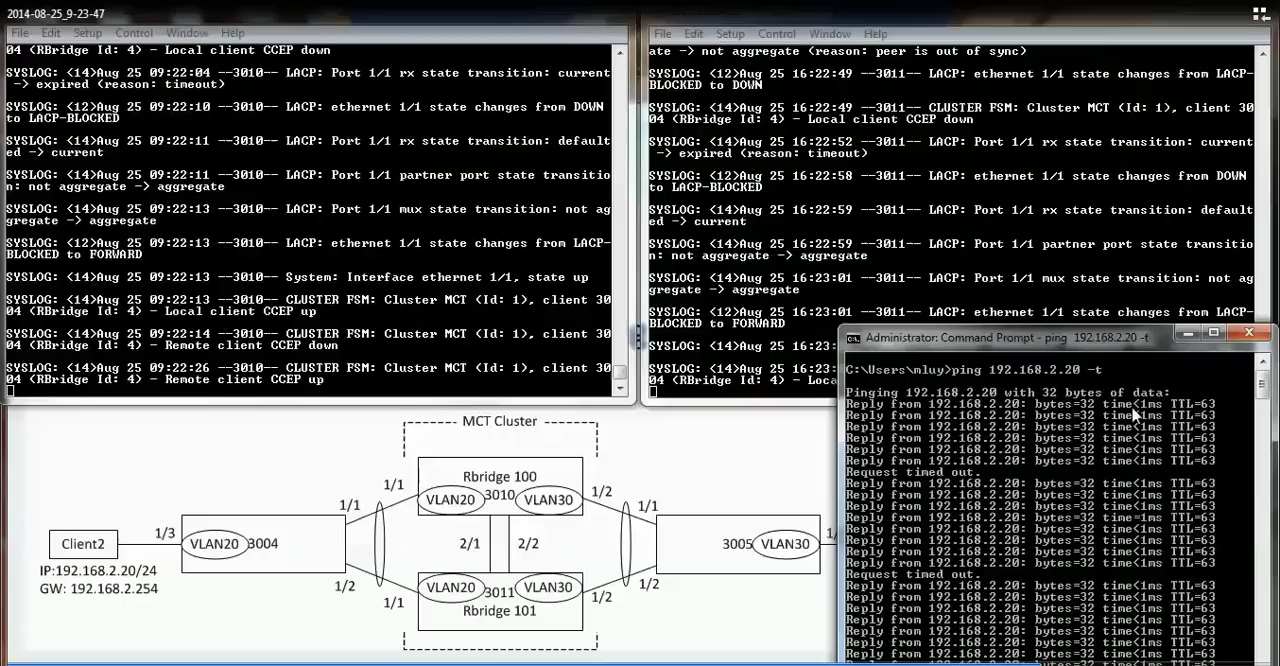 2014-08-25_9-23-47
File Edit Setup Control Window Help
04 (RBridge Id: 4) - Local client CCEP down
SYSLOG: <14>Aug 25 09:22:04 --3010-- LACP: Port 1/1 rx state transition: current
-> expired (reason: timeout)
SYSLOG: <12>Aug 25 09:22:10 --3010-- LACP: ethernet 1/1 state changes from DOWN
to LACP-BLOCKED
SYSLOG: <14>Aug 25 09:22:11 --3010-- LACP: Port 1/1 rx state transition: default
ed -> current
SYSLOG: <14>Aug 25 09:22:11 --3010-- LACP: Port 1/1 partner port state transitio
n: not aggregate -> aggregate
SYSLOG: <14>Aug 25 09:22:13 --3010-- LACP: Port 1/1 mux state transition: not ag
gregate -> aggregate
SYSLOG: <12>Aug 25 09:22:13 --3010-- LACP: ethernet 1/1 state changes from LACP-
BLOCKED to FORWARD
SYSLOG: <14>Aug 25 09:22:13 --3010-- System: Interface ethernet 1/1, state up
SYSLOG: <14>Aug 25 09:22:13 --3010-- CLUSTER FSM: Cluster MCT (Id: 1), client 30
04 (RBridge Id: 4) - Local client CCEP up
SYSLOG: <14>Aug 25 09:22:14 --3010-- CLUSTER FSM: Cluster MCT (Id: 1), client 30
04 (RBridge Id: 4) - Remote client CCEP down
SYSLOG: <14>Aug 25 09:22:26 --3010-- CLUSTER FSM: Cluster MCT (Id: 1), client 30
04 (RBridge Id: 4) - Remote client CCEP up
File Edit Setup Control Window Help
ate -> not aggregate (reason: peer is out of sync)
SYSLOG: <12>Aug 25 16:22:49 --3011-- LACP: ethernet 1/1 state changes from LACP-
BLOCKED to DOWN
SYSLOG: <14>Aug 25 16:22:49 --3011-- CLUSTER FSM: Cluster MCT (Id: 1), client 30
04 (RBridge Id: 4) - Local client CCEP down
SYSLOG: <14>Aug 25 16:22:52 --3011-- LACP: Port 1/1 rx state transition: current
-> expired (reason: timeout)
SYSLOG: <12>Aug 25 16:22:58 --3011-- LACP: ethernet 1/1 state changes from DOWN
to LACP-BLOCKED
SYSLOG: <14>Aug 25 16:22:59 --3011-- LACP: Port 1/1 rx state transition: default
ed -> current
SYSLOG: <14>Aug 25 16:22:59 --3011-- LACP: Port 1/1 partner port state transitio
n: not aggregate -> aggregate
SYSLOG: <14>Aug 25 16:23:01 --3011-- LACP: Port 1/1 mux state transition: not ag
gregate -> aggregate
SYSLOG: <12>Aug 25 16:23:01 --3011-- LACP: ethernet 1/1 state changes from LACP-
BLOCKED to FORWARD
SYSLOG: <14>Aug 25 16:23:
SYSLOG: <14>Aug 25 16:23:
04 (RBridge Id: 4) - Loca
Administrator: Command Prompt - ping 192.168.2.20 -t
C:\Users\mluy>ping 192.168.2.20 -t
Pinging 192.168.2.20 with 32 bytes of data:
Reply from 192.168.2.20: bytes=32 time<1ms TTL=63
Reply from 192.168.2.20: bytes=32 time<1ms TTL=63
Reply from 192.168.2.20: bytes=32 time<1ms TTL=63
Reply from 192.168.2.20: bytes=32 time<1ms TTL=63
Reply from 192.168.2.20: bytes=32 time<1ms TTL=63
Reply from 192.168.2.20: bytes=32 time<1ms TTL=63
Request timed out.
Reply from 192.168.2.20: bytes=32 time<1ms TTL=63
Reply from 192.168.2.20: bytes=32 time<1ms TTL=63
Reply from 192.168.2.20: bytes=32 time<1ms TTL=63
Reply from 192.168.2.20: bytes=32 time=1ms TTL=63
Reply from 192.168.2.20: bytes=32 time<1ms TTL=63
Reply from 192.168.2.20: bytes=32 time<1ms TTL=63
Reply from 192.168.2.20: bytes=32 time<1ms TTL=63
Reply from 192.168.2.20: bytes=32 time<1ms TTL=63
Request timed out.
Reply from 192.168.2.20: bytes=32 time<1ms TTL=63
Reply from 192.168.2.20: bytes=32 time<1ms TTL=63
Reply from 192.168.2.20: bytes=32 time<1ms TTL=63
Reply from 192.168.2.20: bytes=32 time<1ms TTL=63
Reply from 192.168.2.20: bytes=32 time<1ms TTL=63
Reply from 192.168.2.20: bytes=32 time<1ms TTL=63
Reply from 192.168.2.20: bytes=32 time<1ms TTL=63
MCT Cluster
Rbridge 100
1/1 VLAN20 3010 VLAN30 1/2
1/1 1/1
1/3
Client2 VLAN20 3004 2/1 2/2 3005 VLAN30
IP:192.168.2.20/24
GW: 192.168.2.254
1/2 1/2
1/1 VLAN20 3011 VLAN30 1/2
Rbridge 101